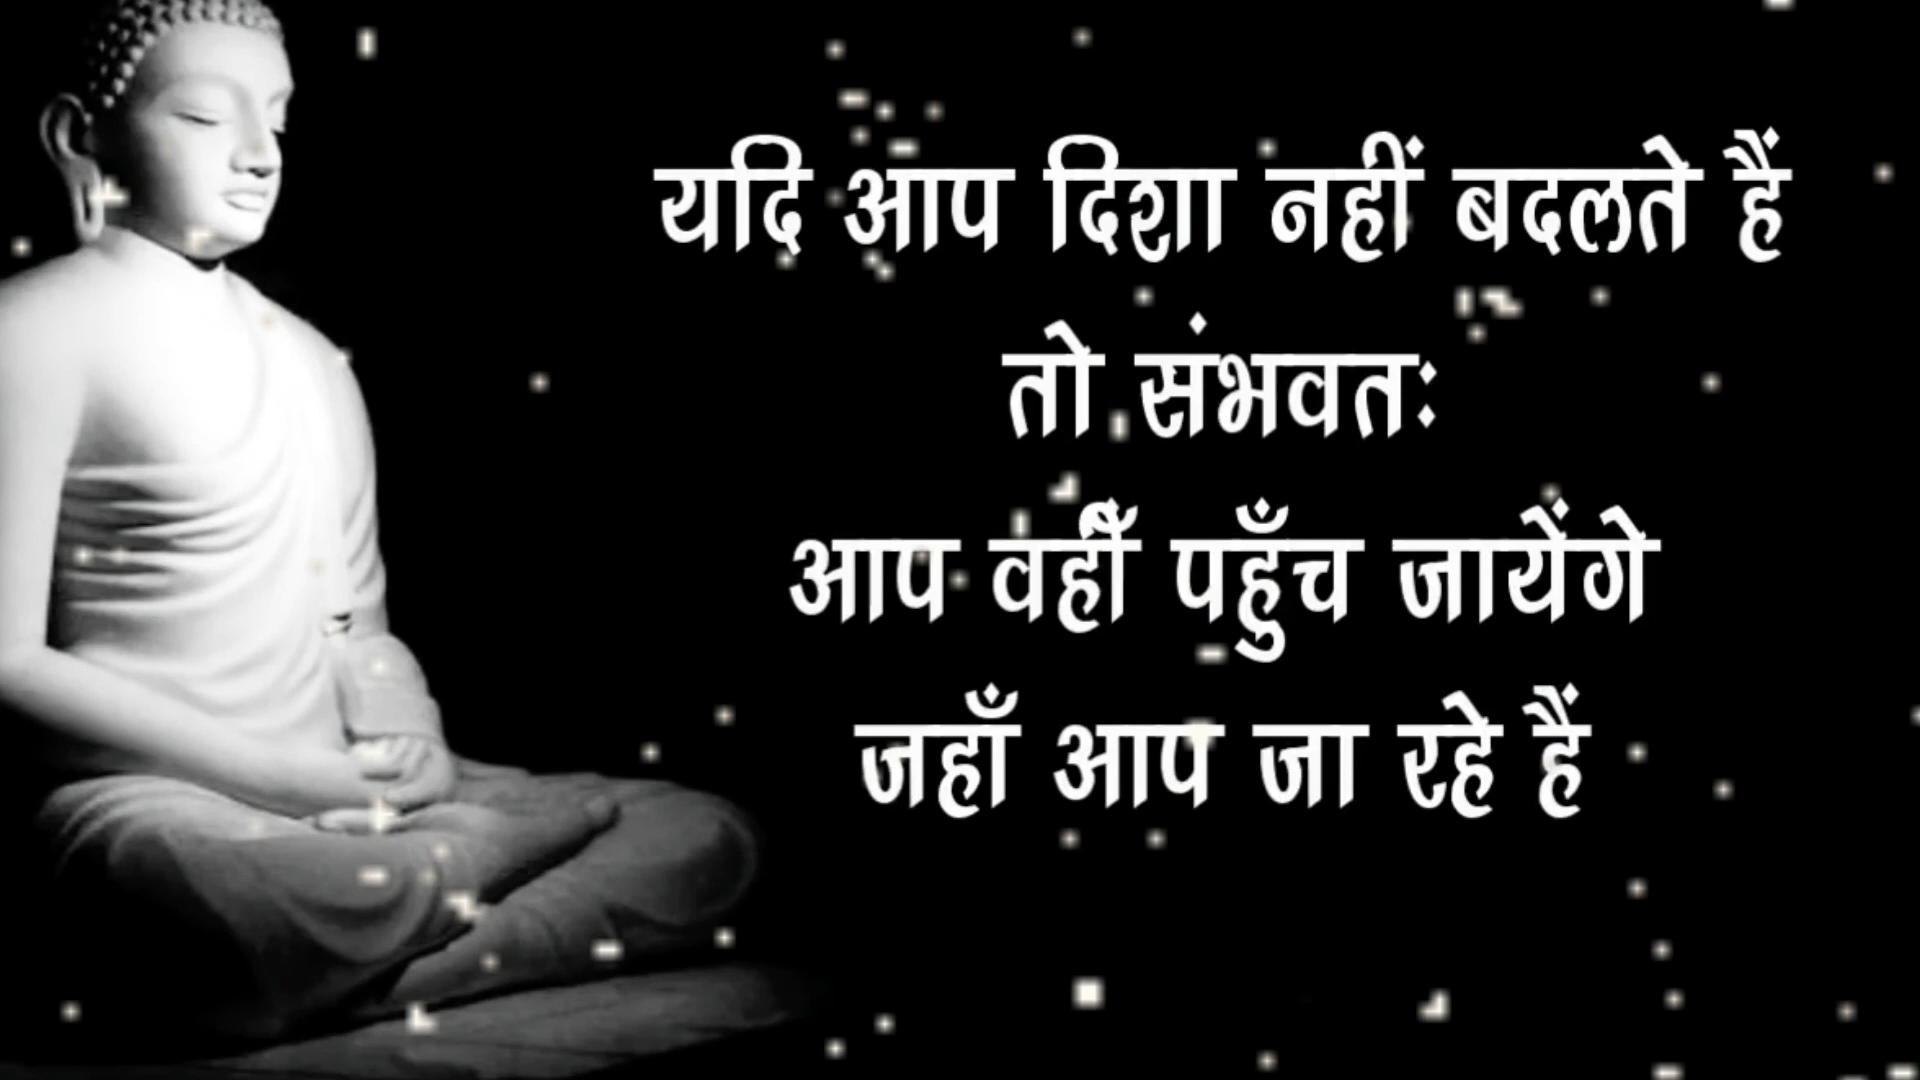 यदि आप दिशा नहीं बदलते हैं
तो संभवतः
आप वहीँ पहुँच जायेंगे
जहाँ आप जा रहे हैं